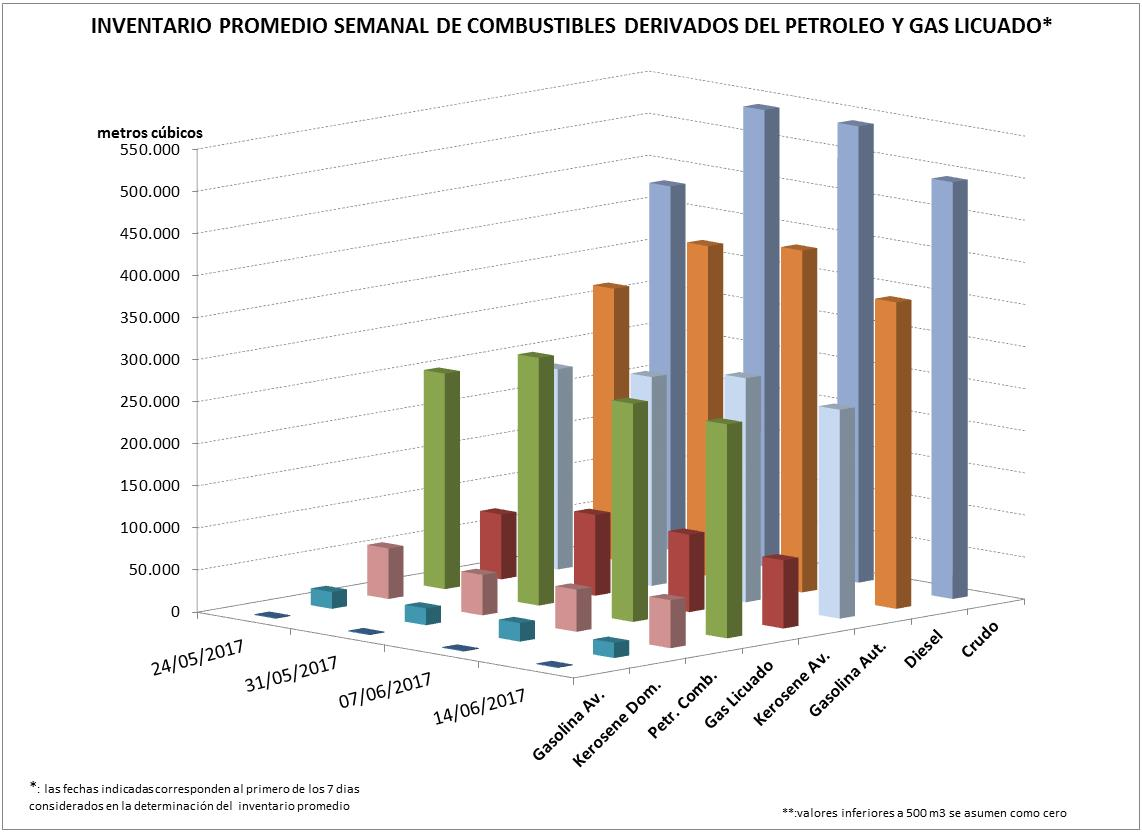 INVENTARIO PROMEDIO SEMANAL DE COMBUSTIBLES DERIVADOS DEL PETROLEO Y GAS LICUADO*
metros cúbicos
550.000
500.000
450.000
400.000
350.000
300.000
250.000
200.000
150.000
100.000
50.000
0
24/05/2017
31/05/2017
07/06/2017
14/06/2017
Gasolina Av.
Kerosene Dom.
Petr. Comb.
Gas Licuado
Kerosene Av.
Gasolina Aut.
Diesel
Crudo
*: las fechas indicadas corresponden al primero de los 7 dias
considerados en la determinación del inventario promedio
**:valores inferiores a 500 m3 se asumen como cero